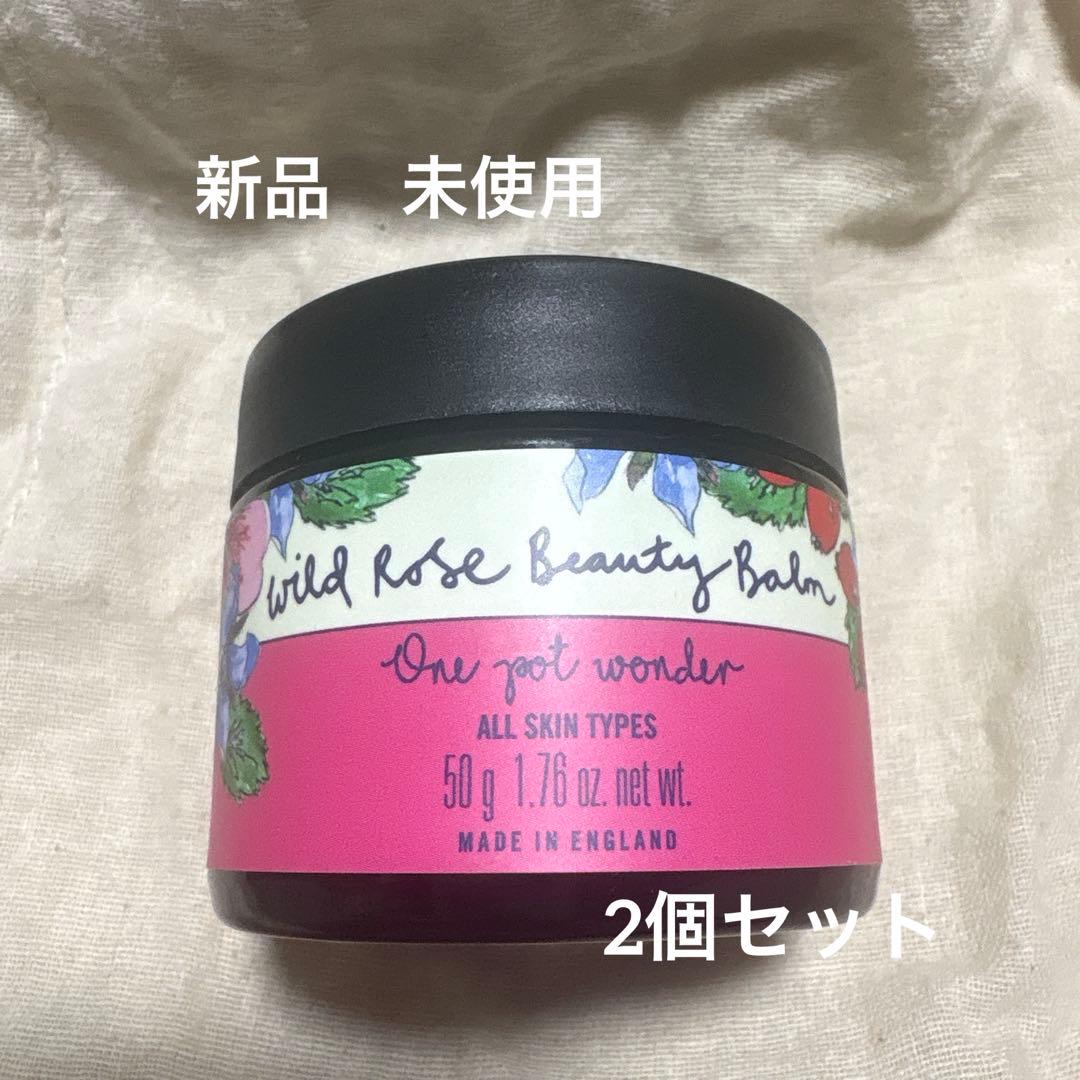 新品　未使用
Wild Rose Beauty Balm
One pot wonder
ALL SKIN TYPES
50 g 1.76 oz. net wt.
MADE IN ENGLAND
2個セット